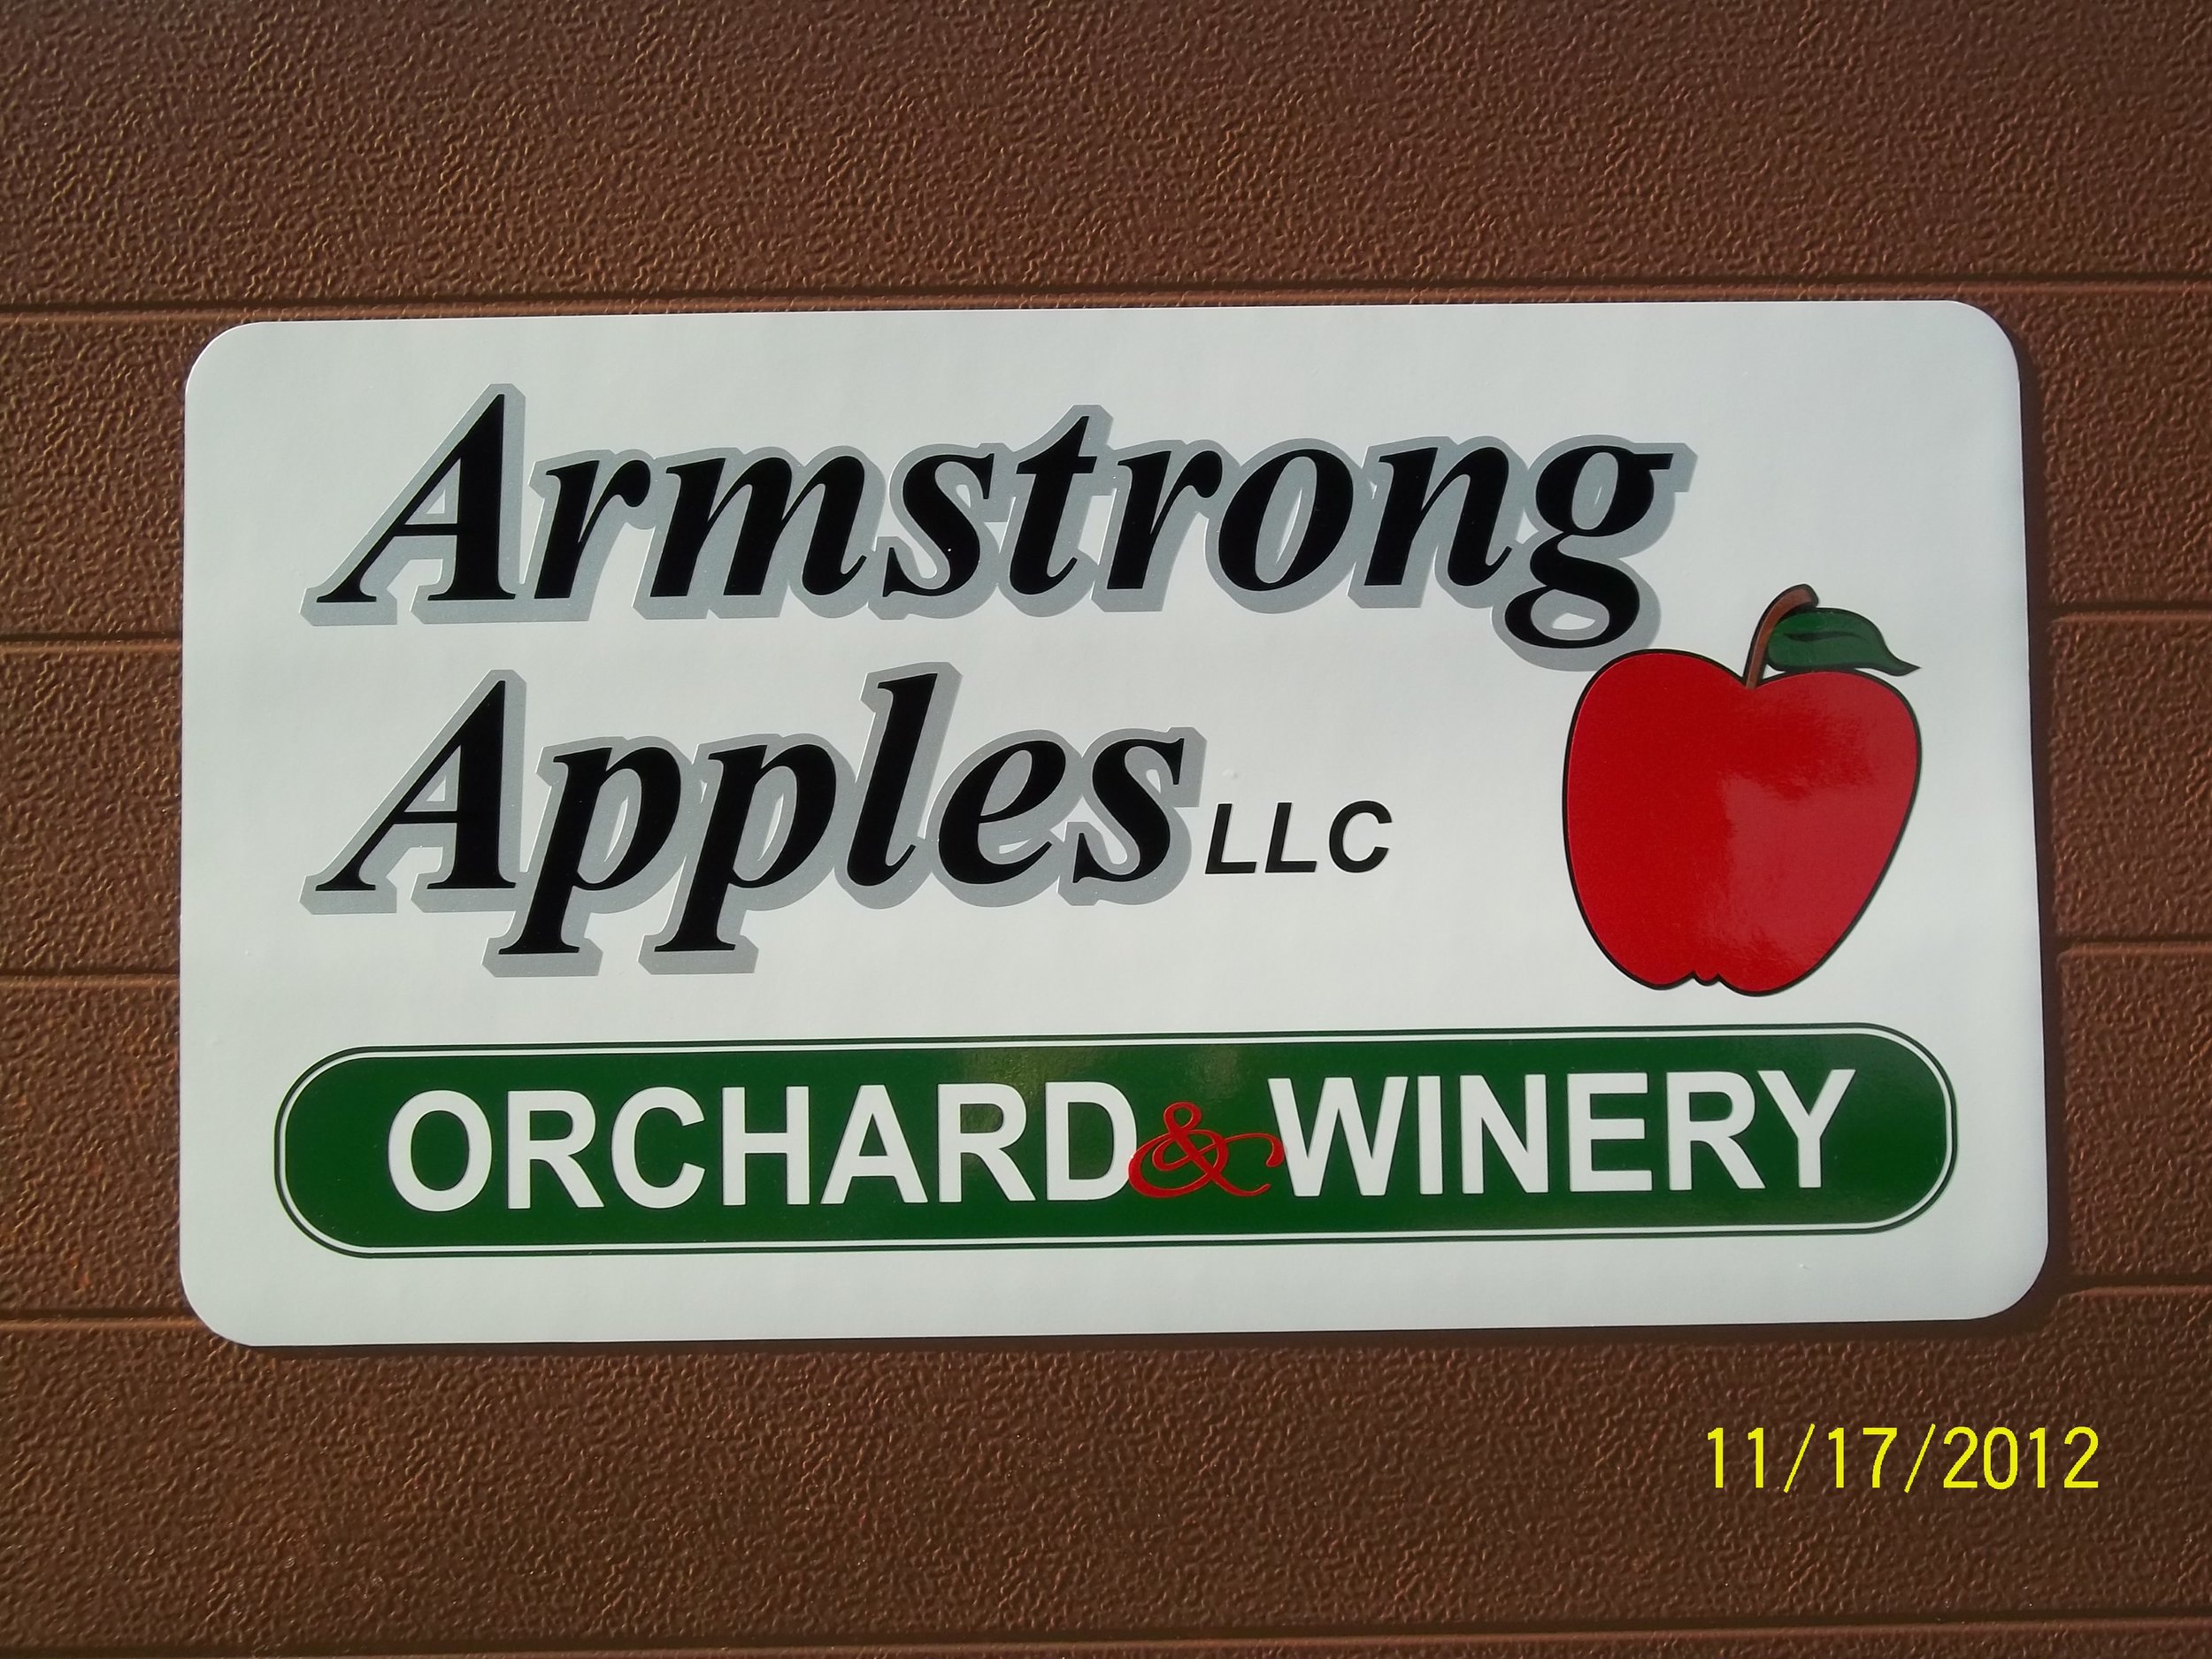 Armstrong
Apples LLC
ORCHARD & WINERY
11/17/2012